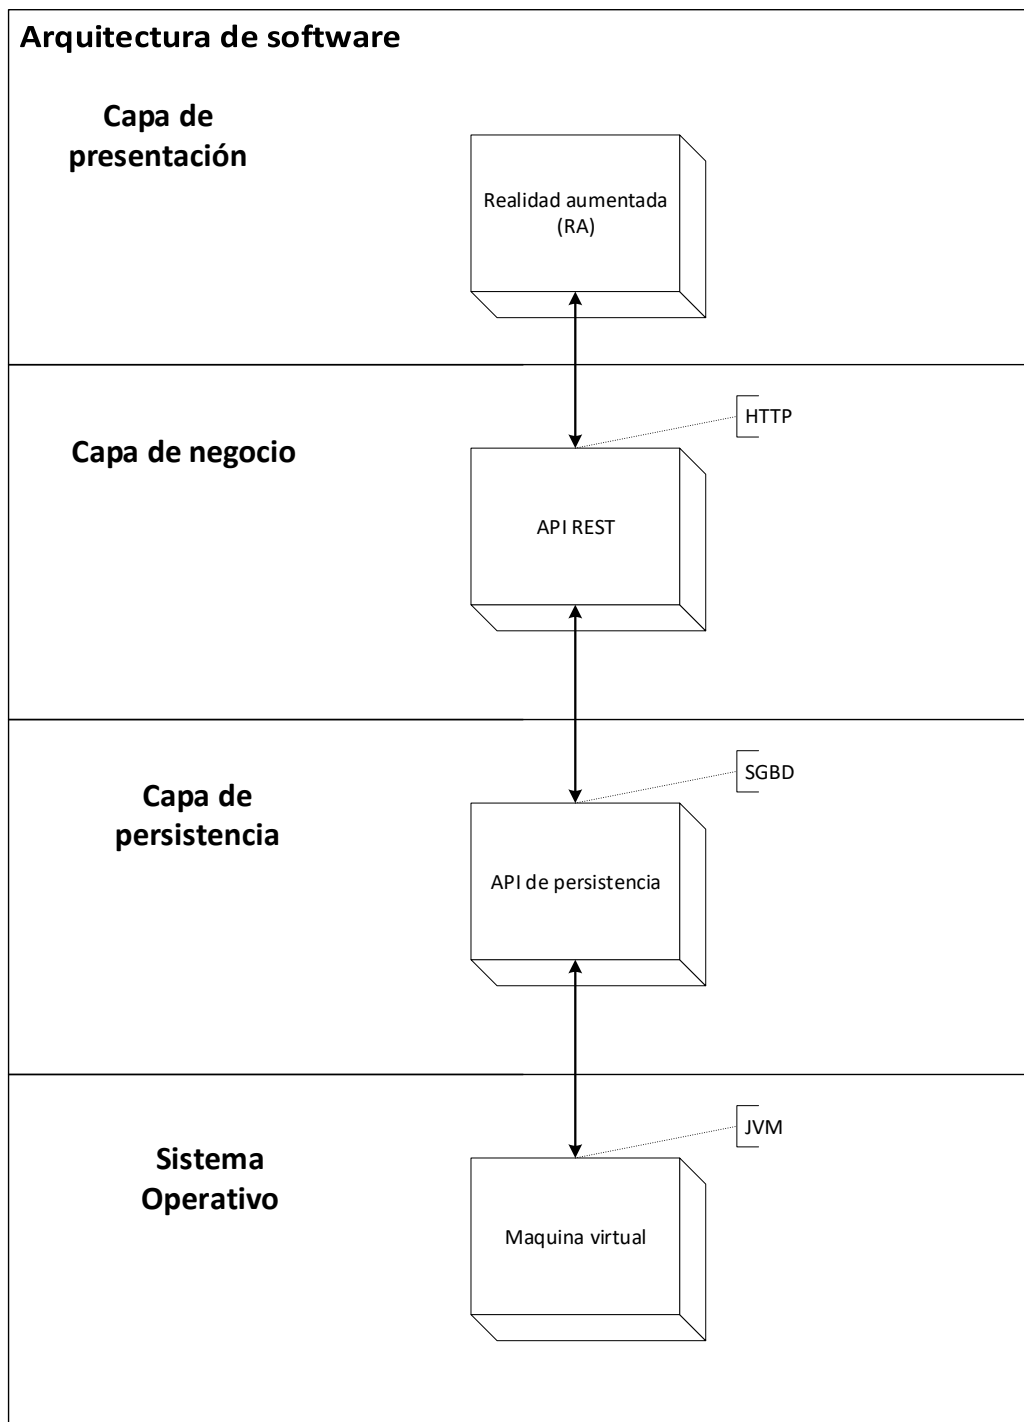 Arquitectura de software
Capa de
presentación
Realidad aumentada
(RA)
HTTP
Capa de negocio
API REST
SGBD
Capa de
persistencia
API de persistencia
JVM
Sistema
Operativo
Maquina virtual